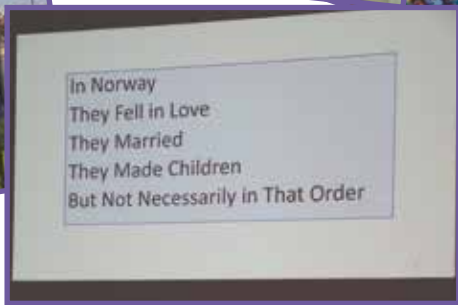 In Norway
They Fell in Love
They Married
They Made Children
But Not Necessarily in That Order